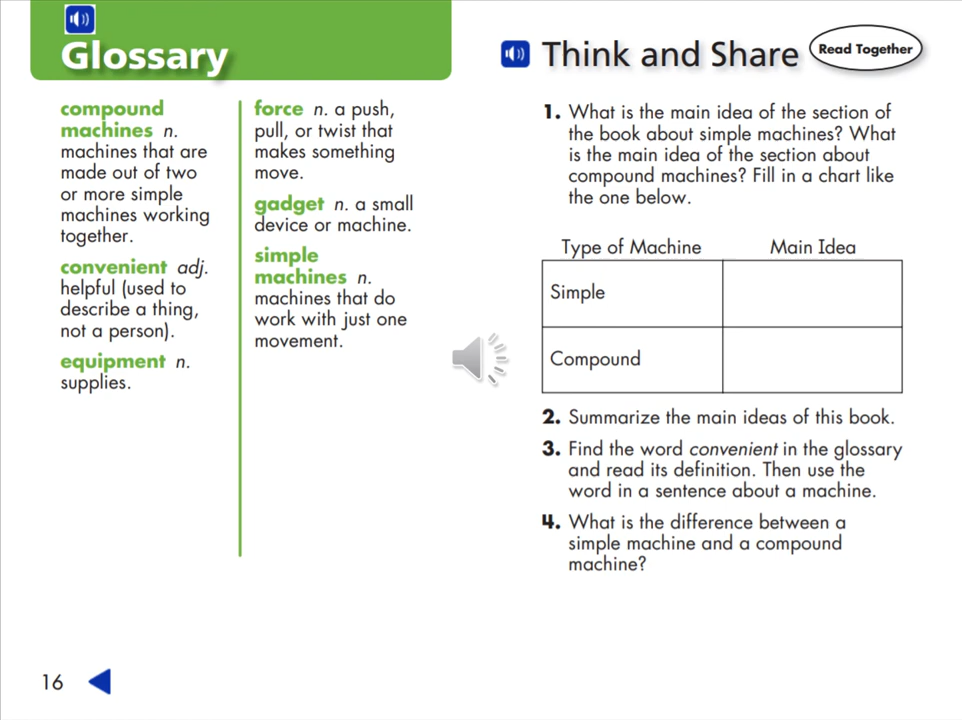 Glossary
compound
machines n.
machines that are
made out of two
or more simple
machines working
together.
convenient adj.
helpful (used to
describe a thing,
not a person).
equipment n.
supplies.
force n. a push,
pull, or twist that
makes something
move.
gadget n. a small
device or machine.
simple
machines n.
machines that do
work with just one
movement.
16
Think and Share
Read Together
1. What is the main idea of the section of
the book about simple machines? What
is the main idea of the section about
compound machines? Fill in a chart like
the one below.
Type of Machine Main Idea
Simple
Compound
2. Summarize the main ideas of this book.
3. Find the word convenient in the glossary
and read its definition. Then use the
word in a sentence about a machine.
4. What is the difference between a
simple machine and a compound
machine?